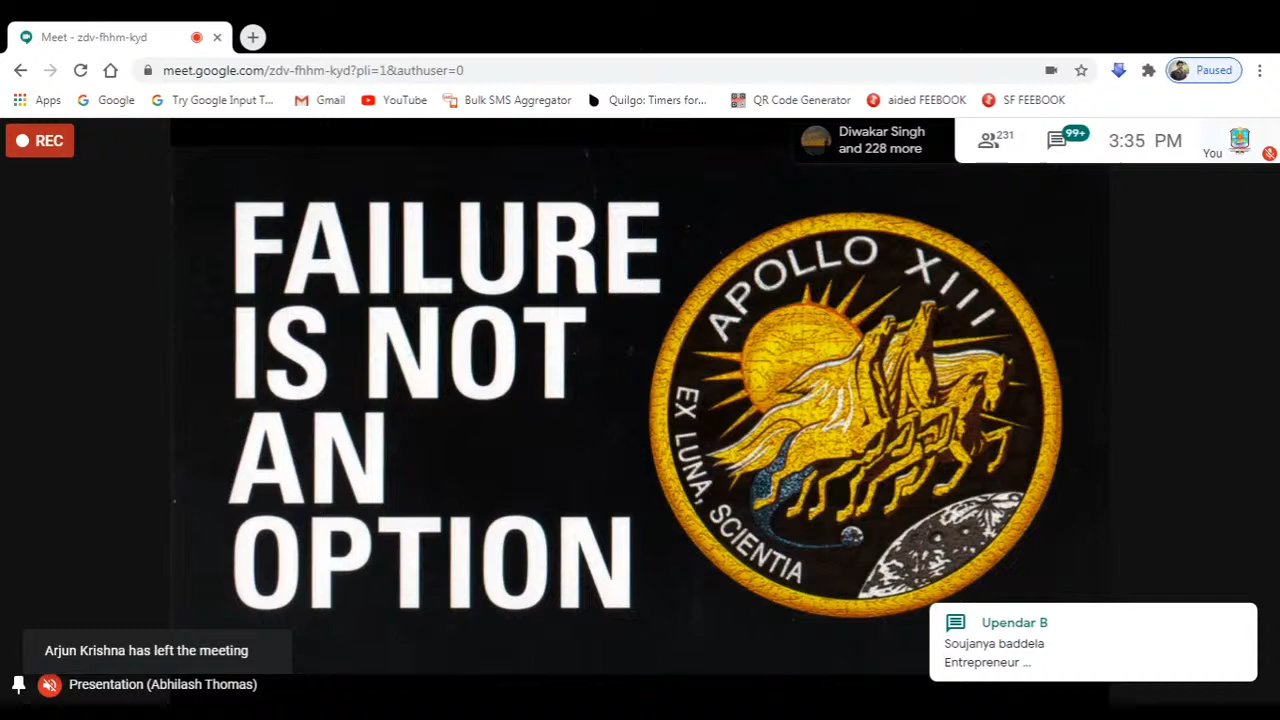 Meet - zdv-fhhm-kyd
meet.google.com/zdv-fhhm-kyd?pli=1&authuser=0
Paused
Apps
Google
Try Google Input T...
Gmail
YouTube
Bulk SMS Aggregator
Quilgo: Timers for...
QR Code Generator
aided FEEBOOK
SF FEEBOOK
REC
Diwakar Singh
and 228 more
231
99+
3:35 PM
You
FAILURE
IS NOT
AN
OPTION
APOLLO XIII
EX LUNA, SCIENTIA
Upendar B
Soujanya baddela
Entrepreneur ...
Arjun Krishna has left the meeting
Presentation (Abhilash Thomas)